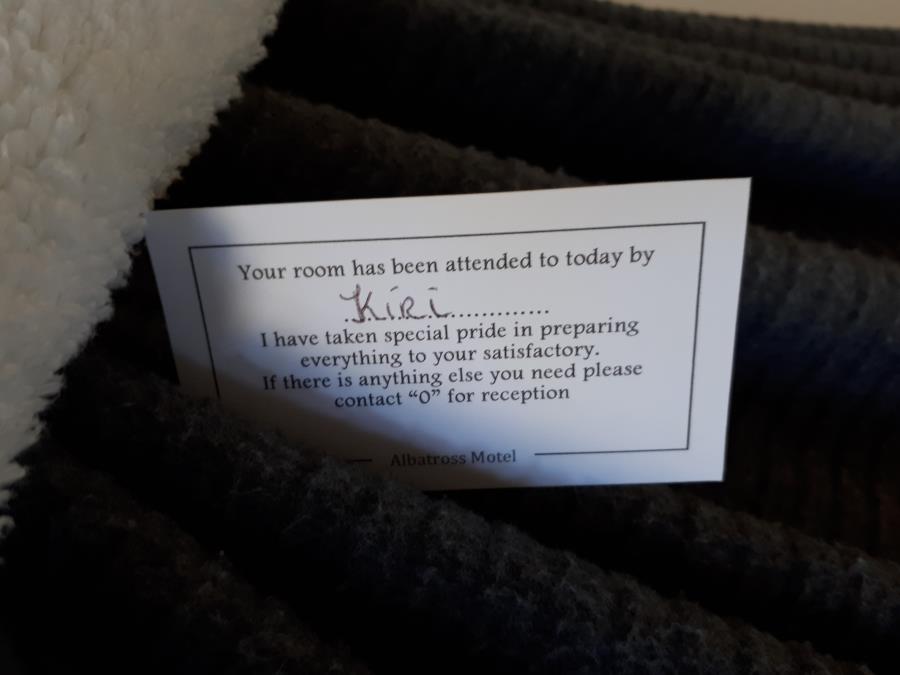 Your room has been attended to today by
Kiri..............
I have taken special pride in preparing
everything to your satisfactory.
If there is anything else you need please
contact "0" for reception
Albatross Motel